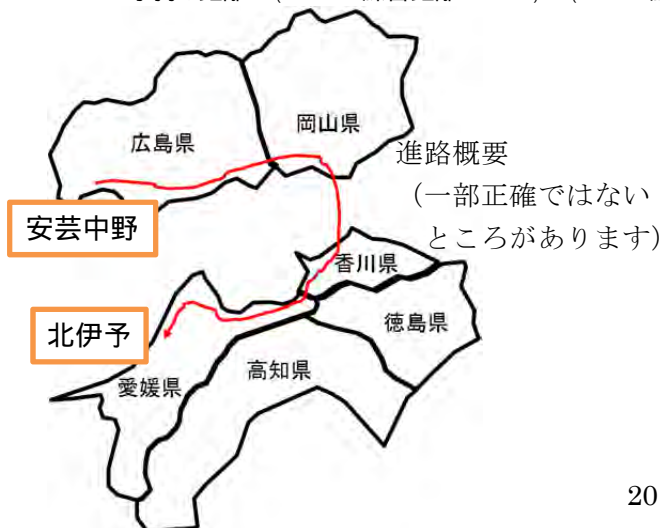 広島県
岡山県
進路概要
(一部正確ではない
ところがあります)
安芸中野
香川県
北伊予
徳島県
高知県
愛媛県
20